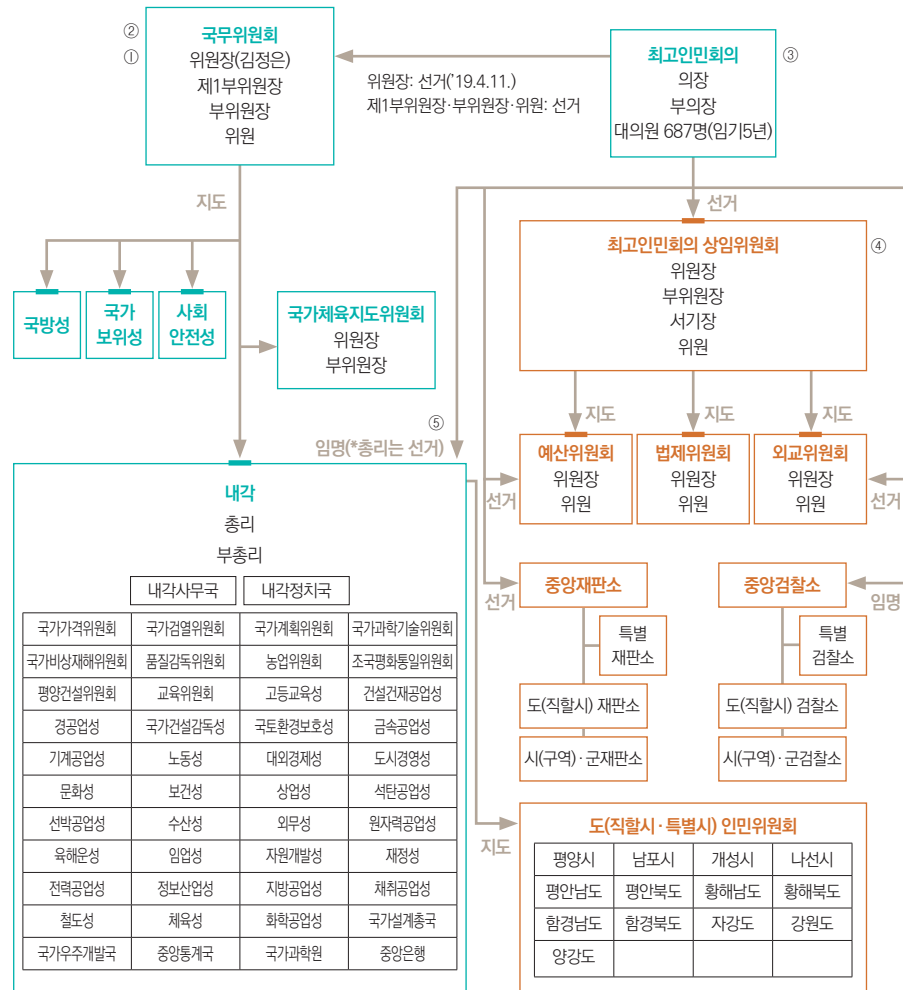 ②
①
국무위원회
위원장(김정은)
제1부위원장
부위원장
위원
위원장: 선거('19.4.11.)
제1부위원장·부위원장·위원: 선거
최고인민회의
의장
부의장
대의원 687명(임기5년)
③
지도
선거
국방성
국가
보위성
사회
안전성
국가체육지도위원회
위원장
부위원장
최고인민회의 상임위원회
위원장
부위원장
서기장
위원
④
지도
지도
지도
⑤
임명(*총리는 선거)
예산위원회
위원장
위원
법제위원회
위원장
위원
외교위원회
위원장
위원
선거
선거
내각
총리
부총리
내각사무국
내각정치국
국가가격위원회 국가검열위원회 국가계획위원회 국가과학기술위원회
국가비상재해위원회 품질감독위원회 농업위원회 조국평화통일위원회
평양건설위원회 교육위원회 고등교육성 건설건재공업성
경공업성 국가건설감독성 국토환경보호성 금속공업성
기계공업성 노동성 대외경제성 도시경영성
문화성 보건성 상업성 석탄공업성
선박공업성 수산성 외무성 원자력공업성
육해운성 임업성 자원개발성 재정성
전력공업성 정보산업성 지방공업성 채취공업성
철도성 체육성 화학공업성 국가설계총국
국가우주개발국 중앙통계국 국가과학원 중앙은행
선거
중앙재판소
특별
재판소
도(직할시) 재판소
시(구역)·군재판소
중앙검찰소
임명
특별
검찰소
도(직할시) 검찰소
시(구역)·군검찰소
지도
도(직할시·특별시) 인민위원회
평양시 남포시 개성시 나선시
평안남도 평안북도 황해남도 황해북도
함경남도 함경북도 자강도 강원도
양강도